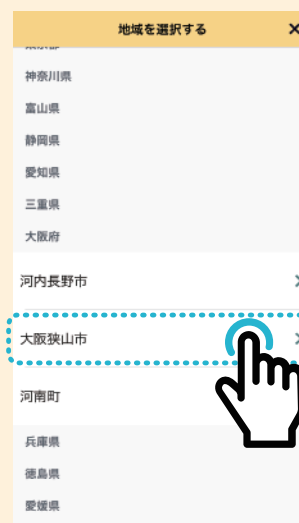 地域を選択する ×
神奈川県
富山県
静岡県
愛知県
三重県
大阪府
河内長野市
大阪狭山市
河南町
兵庫県
徳島県
愛媛県